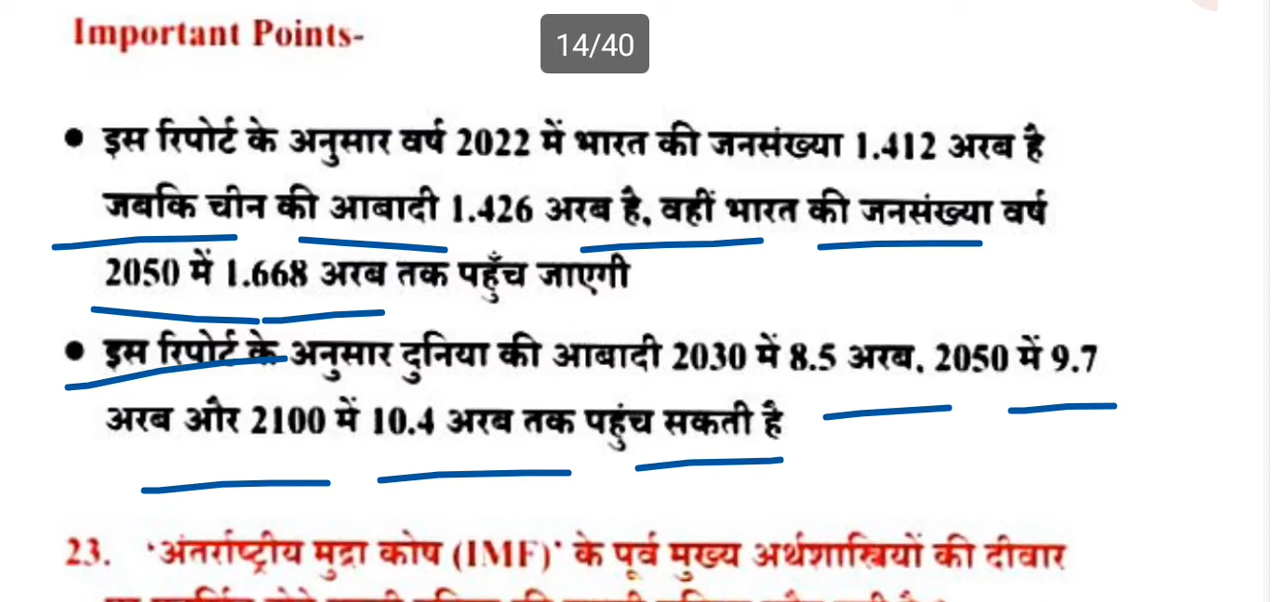 Important Points-
14/40
• इस रिपोर्ट के अनुसार वर्ष 2022 में भारत की जनसंख्या 1.412 अरब है
जबकि चीन की आबादी 1.426 अरब है, वहीं भारत की जनसंख्या वर्ष
2050 में 1.668 अरब तक पहुँच जाएगी
• इस रिपोर्ट के अनुसार दुनिया की आबादी 2030 में 8.5 अरब, 2050 में 9.7
अरब और 2100 में 10.4 अरब तक पहुंच सकती है
23. 'अंतर्राष्ट्रीय मुद्रा कोष (IMF)' के पूर्व मुख्य अर्थशास्त्रियों की दीवार